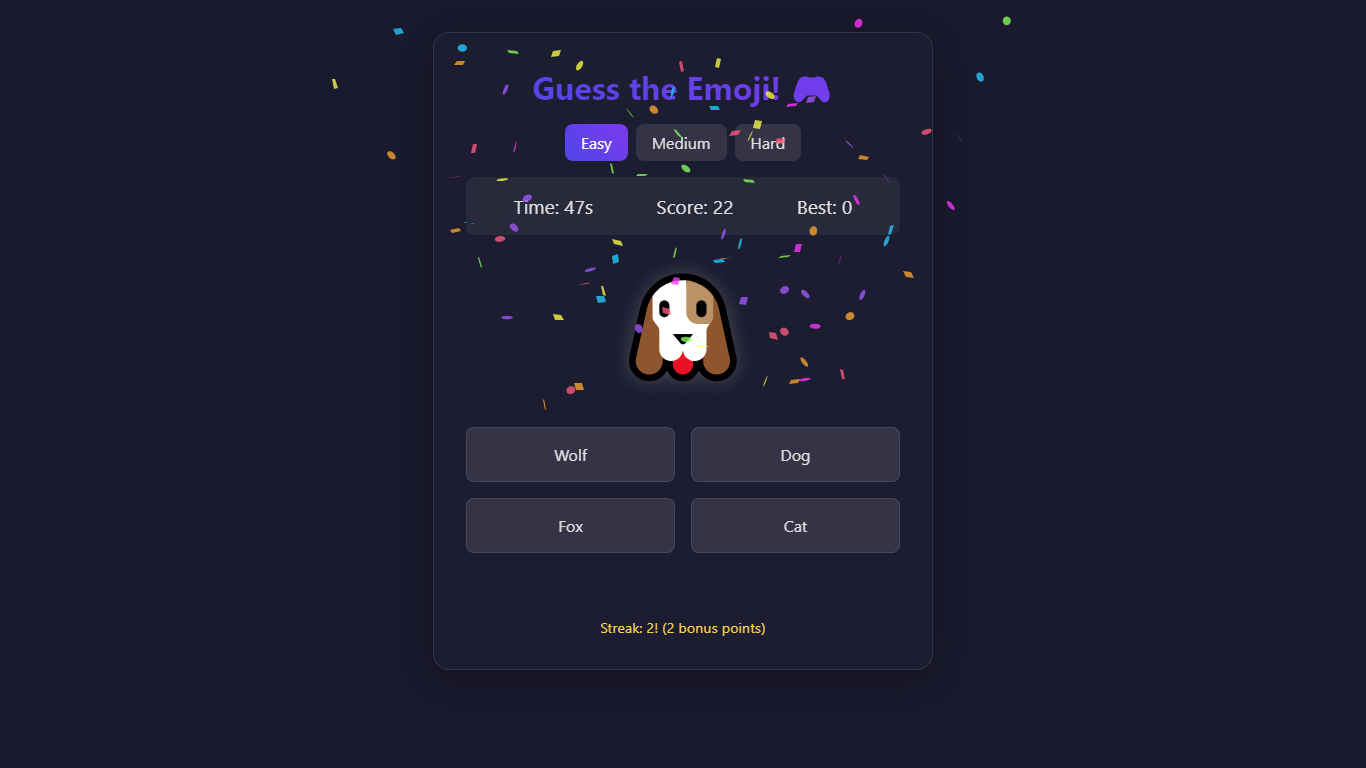 Guess the Emoji! 🎮
Easy Medium Hard
Time: 47s Score: 22 Best: 0
Wolf Dog
Fox Cat
Streak: 2! (2 bonus points)